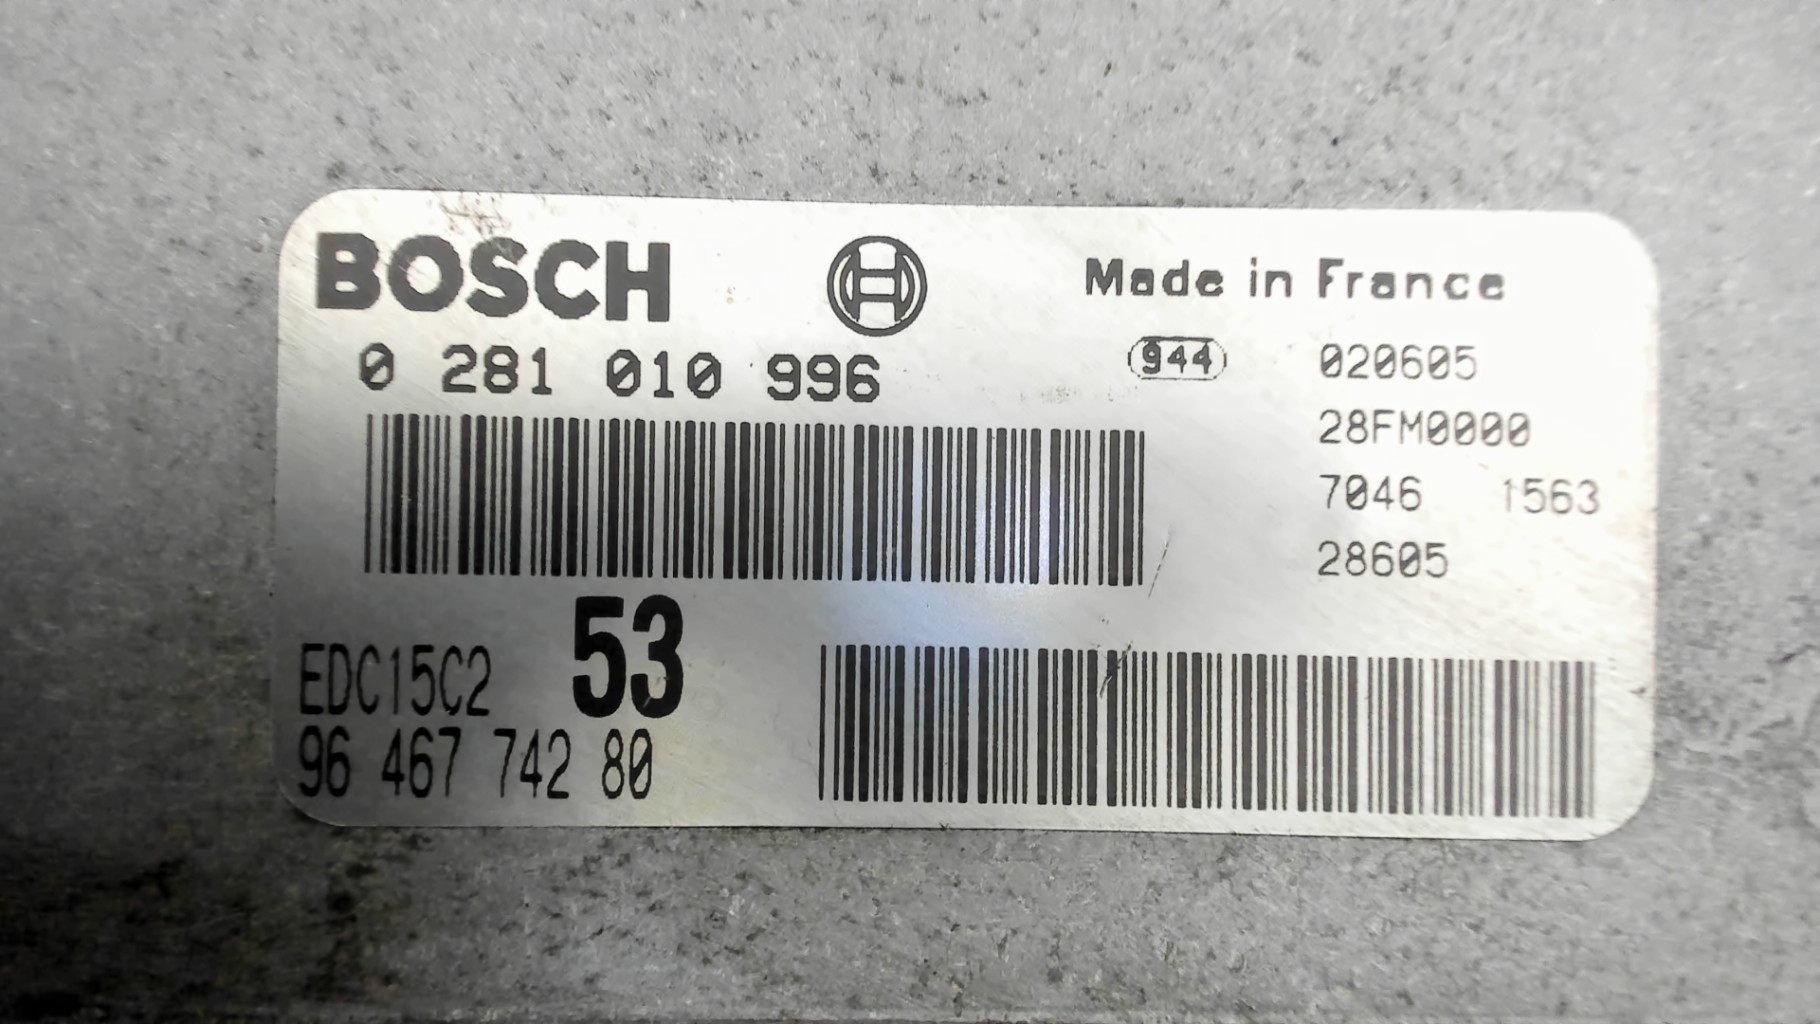 BOSCH
Made in France
0 281 010 996
944
020605
28FM0000
7046 1563
28605
EDC15C2 53
96 467 742 80